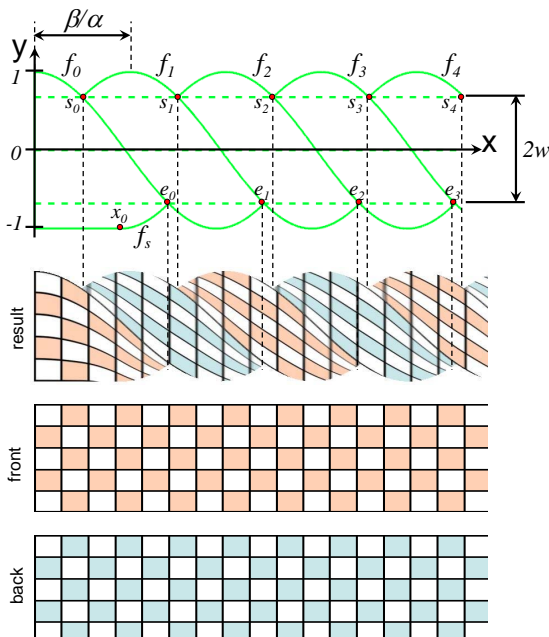 β/α
y
1
f0 f1 f2 f3 f4
s0 s1 s2 s3 s4
0
x
2w
e0 e1 e2 e3
x0
-1
fs
result
front
back